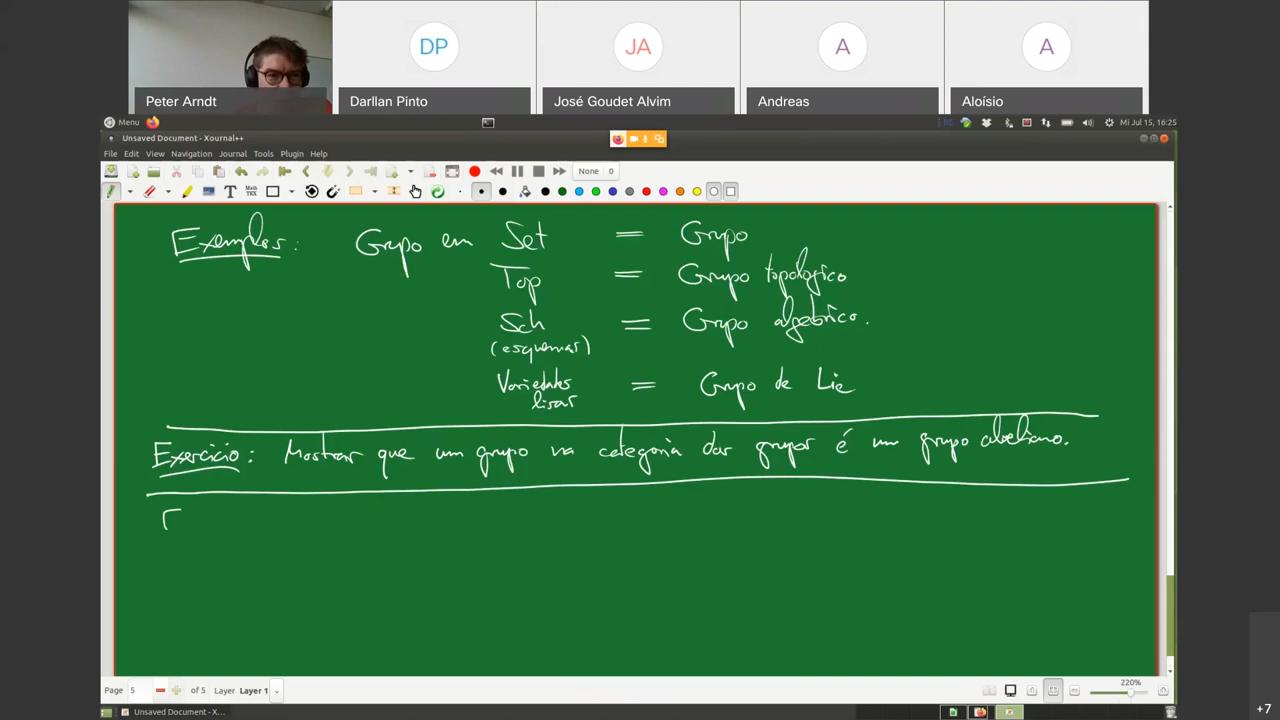 DP
JA
A
A
Peter Arndt
Darllan Pinto
José Goudet Alvim
Andreas
Aloísio
Menu
Mi Jul 15, 16:25
Unsaved Document - Xournal++
File Edit View Navigation Journal Tools Plugin Help
None 0
Exemplos: Grupo em Set = Grupo
Top = Grupo topologico
Sch = Grupo algebrico.
(esquemas)
Variedades = Grupo de Lie
lisas
Exercicio: Mostrar que um grupo na categoria dos grupos é um grupo abeliano.
Page 5 of 5 Layer Layer 1
220%
Unsaved Document - X...
+7